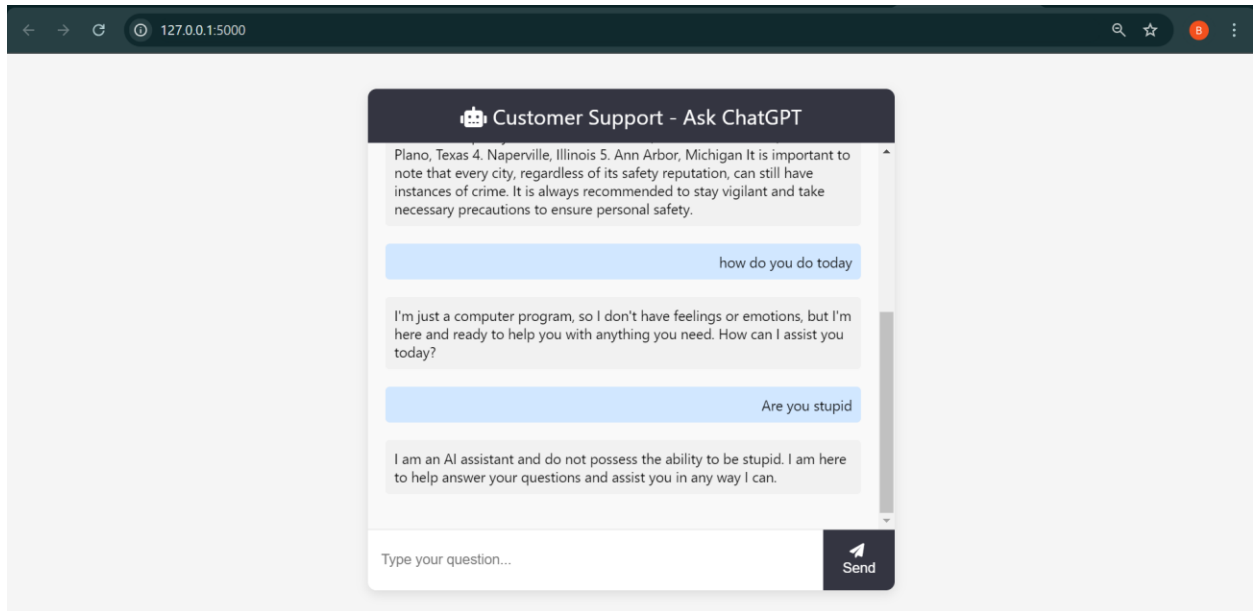 127.0.0.1:5000
B
Customer Support - Ask ChatGPT
Plano, Texas 4. Naperville, Illinois 5. Ann Arbor, Michigan It is important to
note that every city, regardless of its safety reputation, can still have
instances of crime. It is always recommended to stay vigilant and take
necessary precautions to ensure personal safety.
how do you do today
I'm just a computer program, so I don't have feelings or emotions, but I'm
here and ready to help you with anything you need. How can I assist you
today?
Are you stupid
I am an AI assistant and do not possess the ability to be stupid. I am here
to help answer your questions and assist you in any way I can.
Type your question...
Send